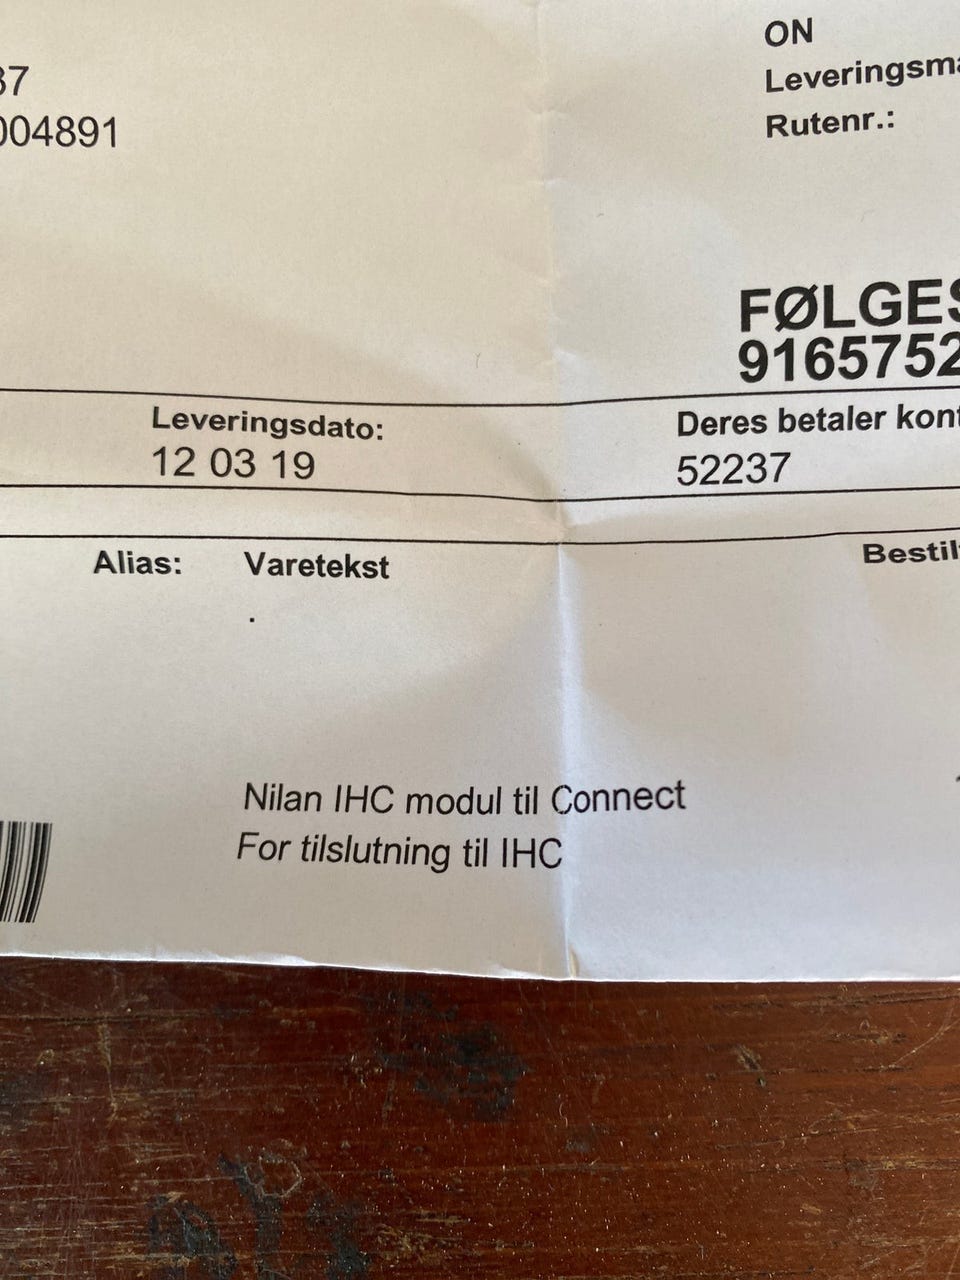 ON
37
Leveringsma
004891
Rutenr.:
FØLGES
9165752
Leveringsdato:
Deres betaler kont
12 03 19
52237
Alias: Varetekst
Bestil
.
Nilan IHC modul til Connect
For tilslutning til IHC